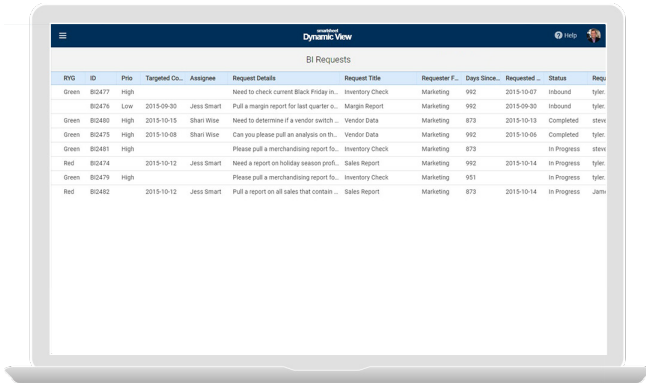 smartsheet
Dynamic View
Help
BI Requests
RYG ID Prio Targeted Co... Assignee Request Details Request Title Requester F... Days Since... Requested ... Status Requ
Green BI2477 High Need to check current Black Friday in... Inventory Check Marketing 992 2015-10-07 Inbound tyler.
BI2476 Low 2015-09-30 Jess Smart Pull a margin report for last quarter o... Margin Report Marketing 992 2015-09-30 Inbound tyler.
Green BI2480 High 2015-10-15 Shari Wise Need to determine if a vendor switch ... Vendor Data Marketing 873 2015-10-13 Completed steve
Green BI2475 High 2015-10-08 Shari Wise Can you please pull an analysis on th... Vendor Data Marketing 992 2015-10-06 Completed tyler.
Green BI2481 High Please pull a merchandising report fo... Inventory Check Marketing 873 In Progress steve
Red BI2474 2015-10-12 Jess Smart Need a report on holiday season profi... Sales Report Marketing 992 2015-10-14 In Progress tyler.
Green BI2479 High Please pull a merchandising report fo... Inventory Check Marketing 951 In Progress tyler.
Red BI2482 2015-10-12 Jess Smart Pull a report on all sales that contain ... Sales Report Marketing 873 2015-10-14 In Progress Jame